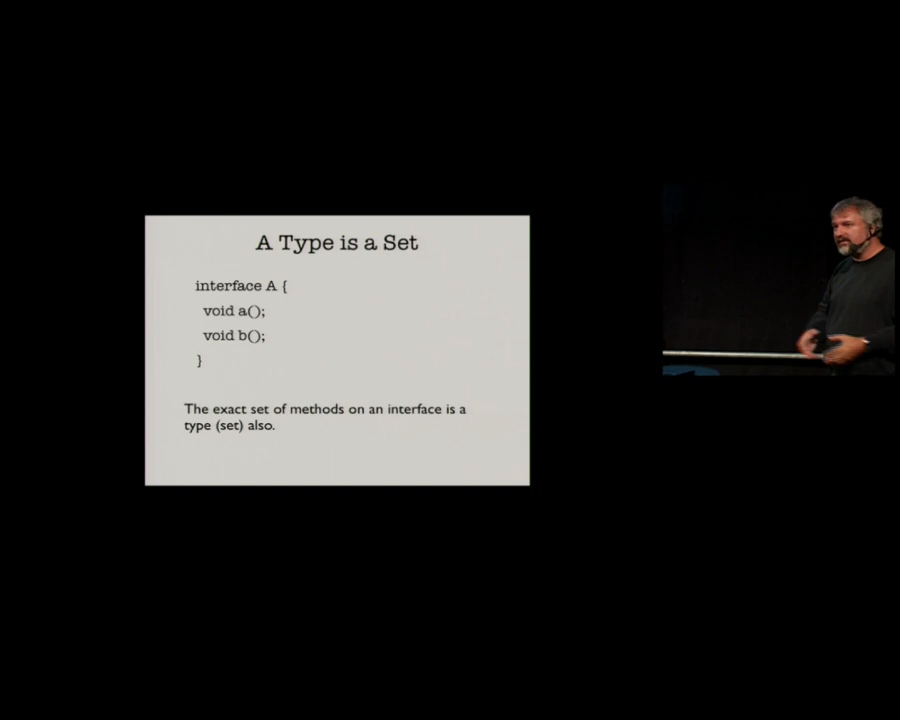 A Type is a Set
interface A {
void a();
void b();
}
The exact set of methods on an interface is a
type (set) also.